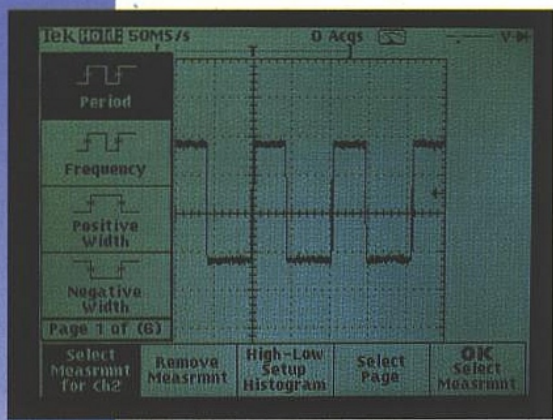 Tek HOLD 50MS/s 0 Acqs
T
Period
Frequency
Positive
Width
Negative
Width
Page 1 of (6)
Select
Measrmnt
for Ch2
Remove
Measrmnt
High-Low
Setup
Histogram
Select
Page
OK
Select
Measrmnt